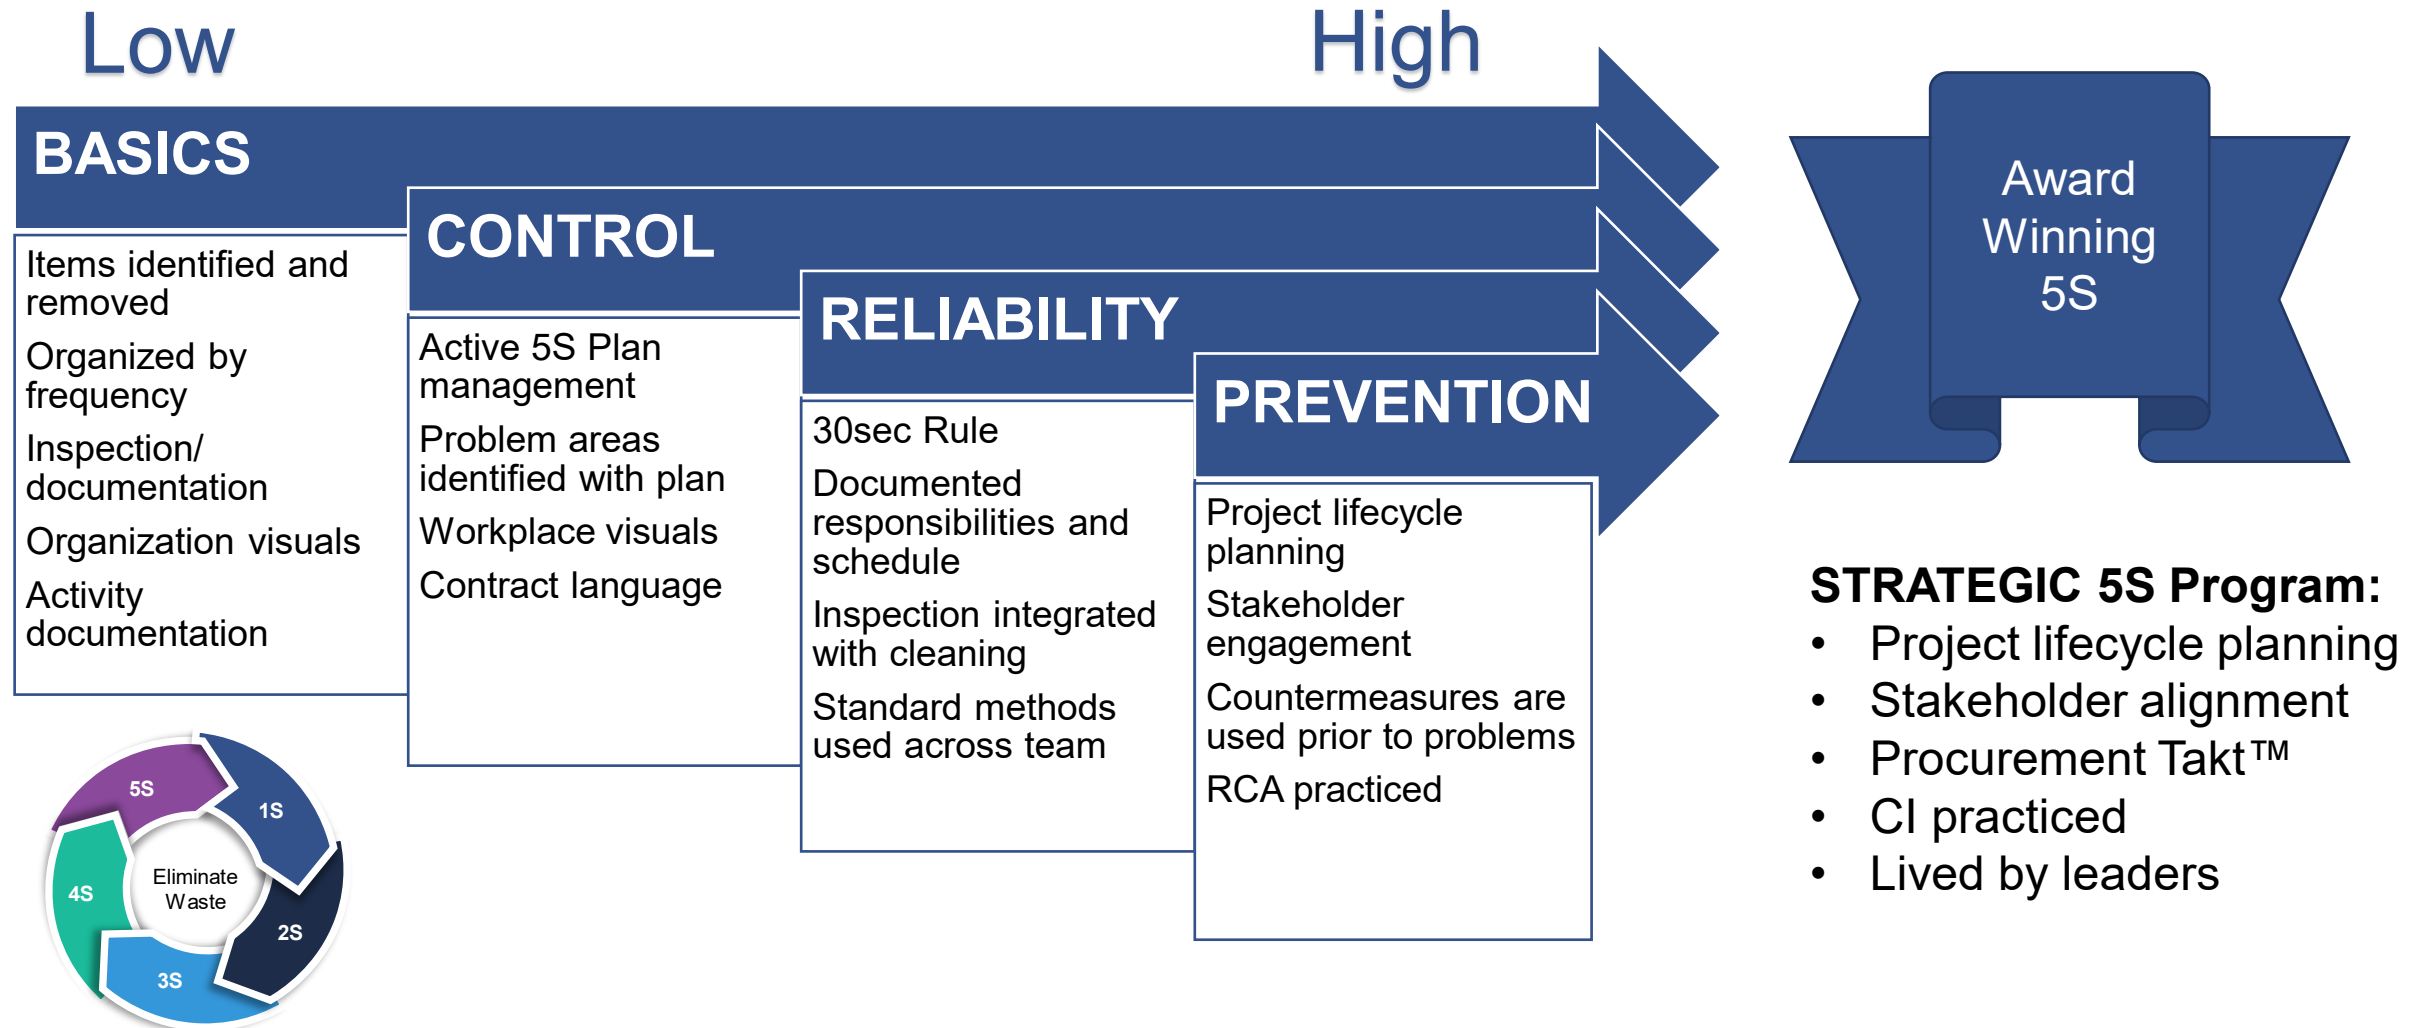 Low
High
BASICS
Items identified and
removed
Organized by
frequency
Inspection/
documentation
Organization visuals
Activity
documentation
CONTROL
Active 5S Plan
management
Problem areas
identified with plan
Workplace visuals
Contract language
RELIABILITY
30sec Rule
Documented
responsibilities and
schedule
Inspection integrated
with cleaning
Standard methods
used across team
PREVENTION
Project lifecycle
planning
Stakeholder
engagement
Countermeasures are
used prior to problems
RCA practiced
Award
Winning
5S
STRATEGIC 5S Program:
• Project lifecycle planning
• Stakeholder alignment
• Procurement Takt™
• CI practiced
• Lived by leaders
1S
2S
3S
4S
5S
Eliminate
Waste